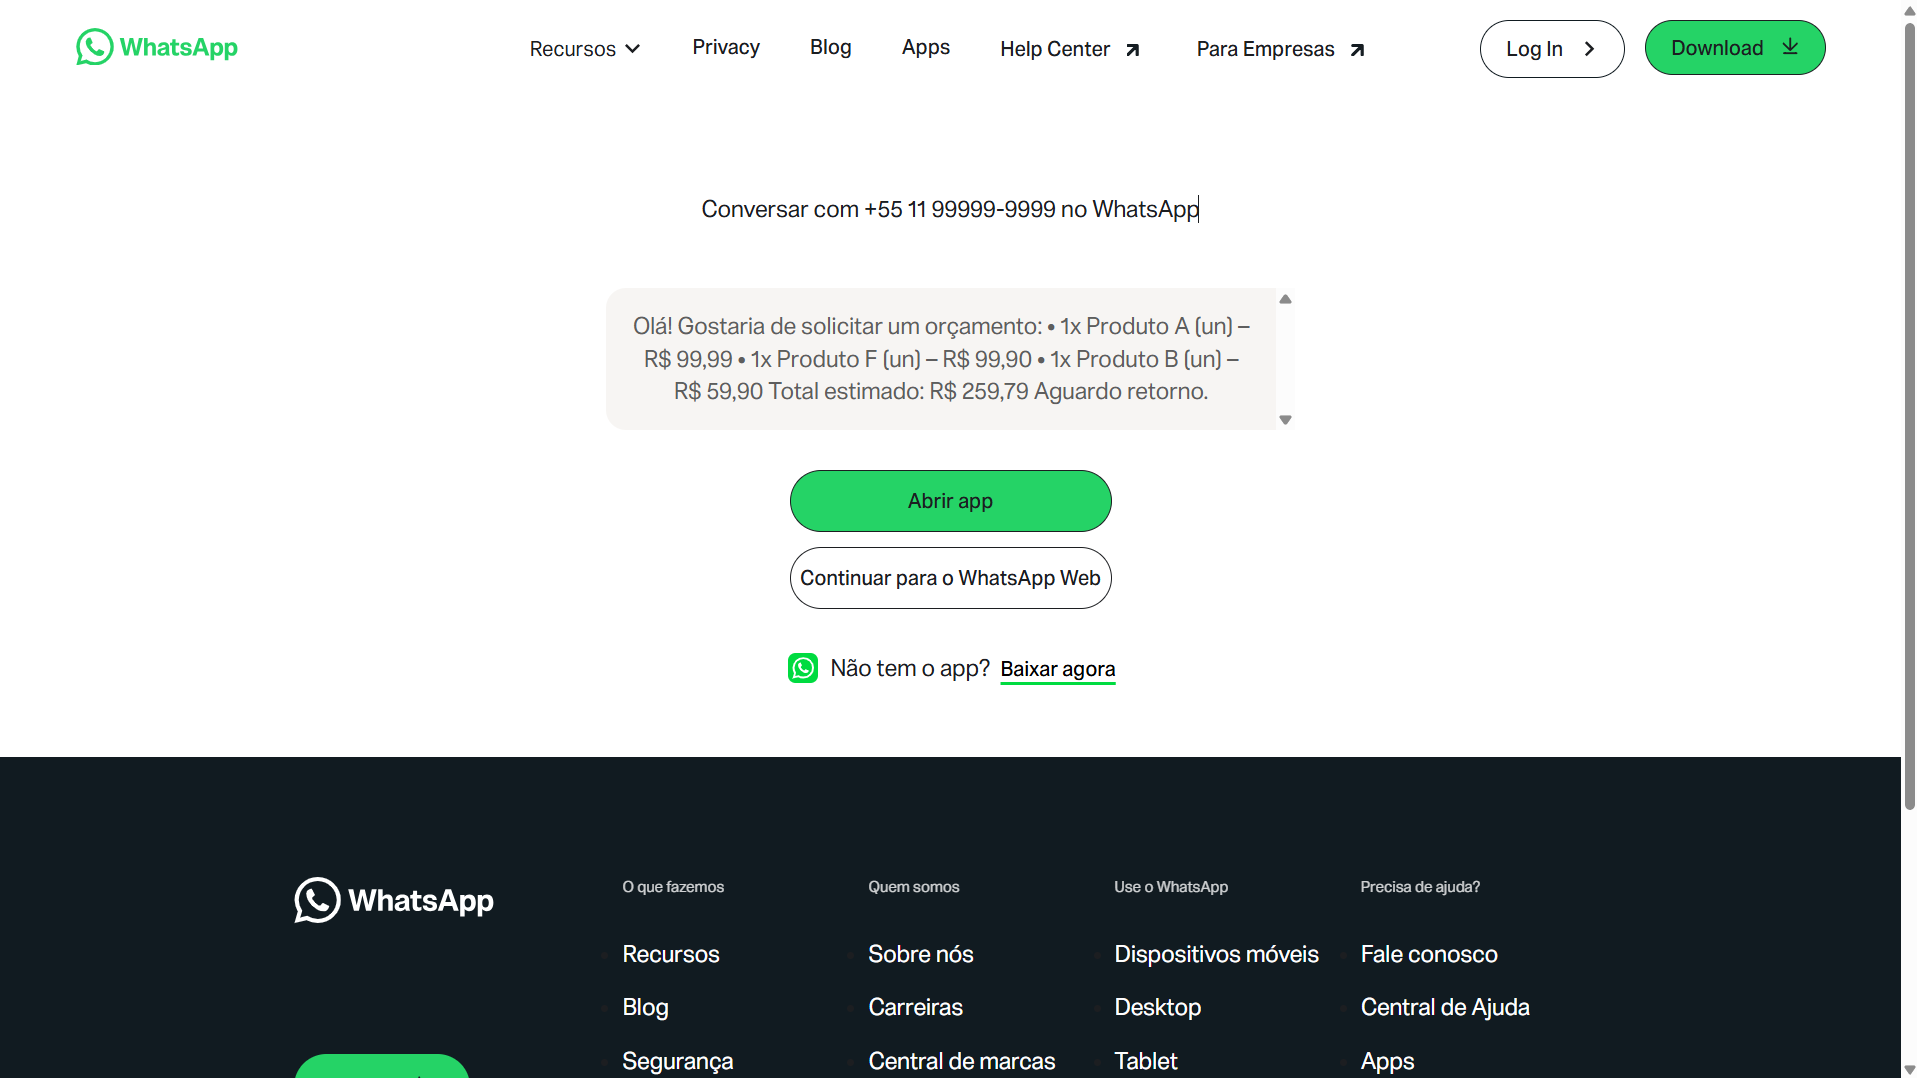 WhatsApp
Recursos
Privacy
Blog
Apps
Help Center
Para Empresas
Log In
Download
Conversar com +55 11 99999-9999 no WhatsApp
Olá! Gostaria de solicitar um orçamento: • 1x Produto A (un) –
R$ 99,99 • 1x Produto F (un) – R$ 99,90 • 1x Produto B (un) –
R$ 59,90 Total estimado: R$ 259,79 Aguardo retorno.
Abrir app
Continuar para o WhatsApp Web
Não tem o app? Baixar agora
WhatsApp
O que fazemos
Recursos
Blog
Segurança
Quem somos
Sobre nós
Carreiras
Central de marcas
Use o WhatsApp
Dispositivos móveis
Desktop
Tablet
Precisa de ajuda?
Fale conosco
Central de Ajuda
Apps